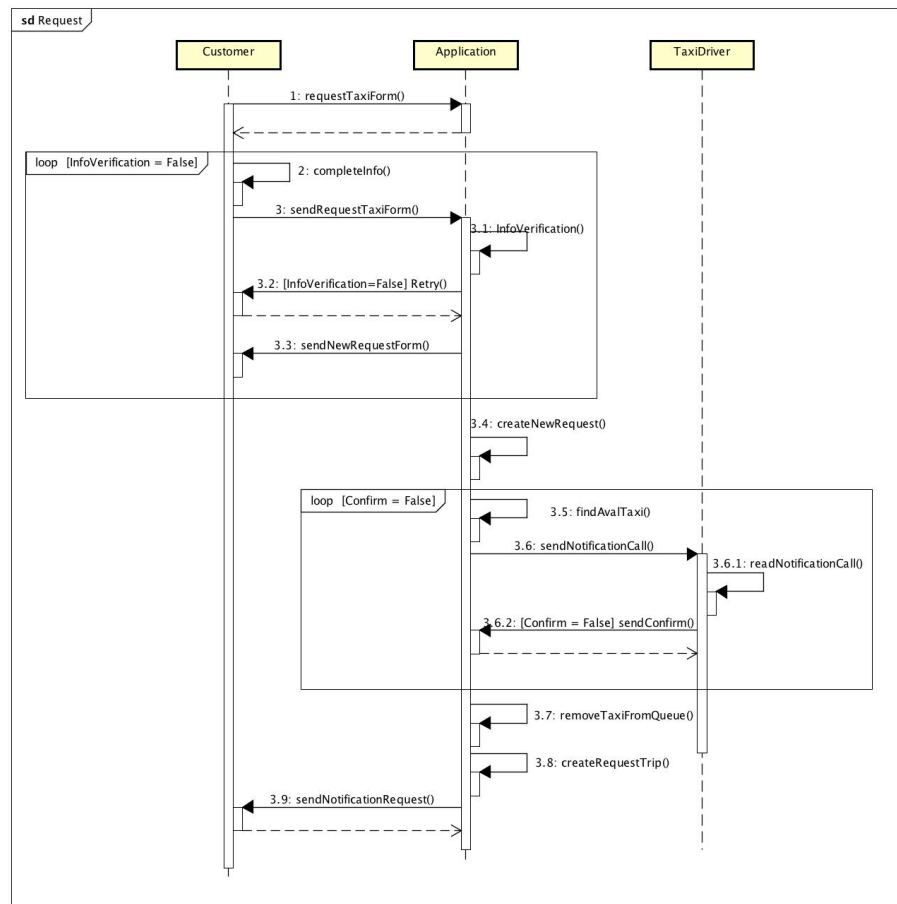 sd Request
Customer
Application
TaxiDriver
1: requestTaxiForm()
loop [InfoVerification = False]
2: completeInfo()
3: sendRequestTaxiForm()
3.1: InfoVerification()
3.2: [InfoVerification=False] Retry()
3.3: sendNewRequestForm()
3.4: createNewRequest()
loop [Confirm = False]
3.5: findAvalTaxi()
3.6: sendNotificationCall()
3.6.1: readNotificationCall()
3.6.2: [Confirm = False] sendConfirm()
3.7: removeTaxiFromQueue()
3.8: createRequestTrip()
3.9: sendNotificationRequest()